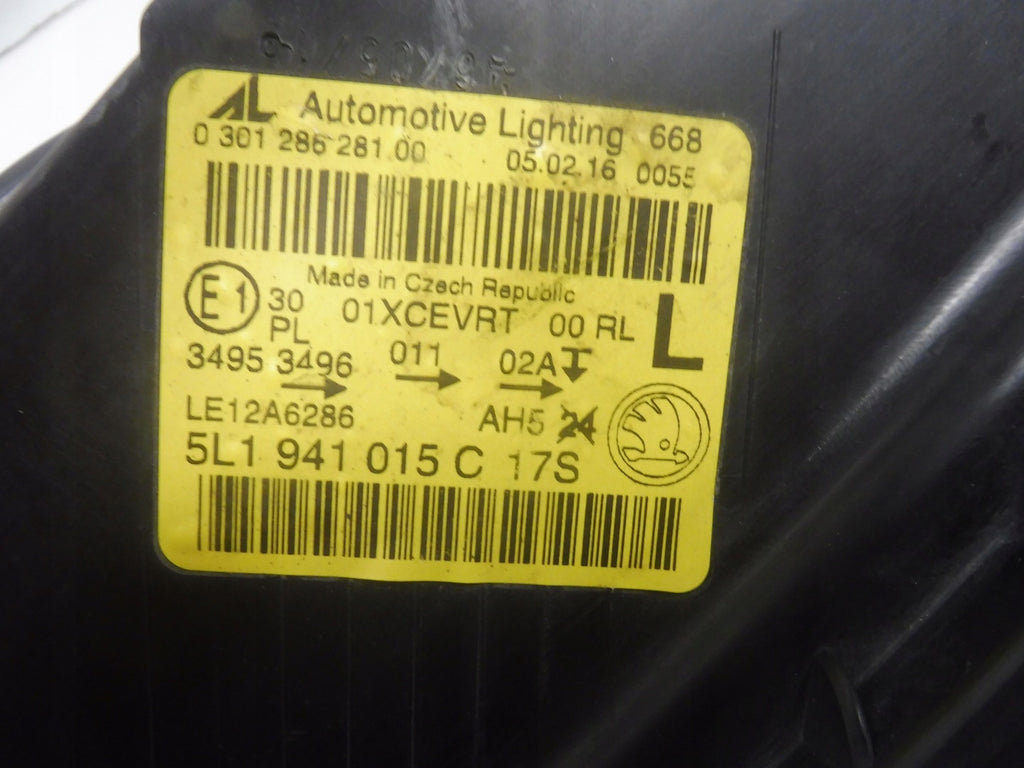 AL Automotive Lighting 668
0 301 286 281 00 05.02.16 0055
Made in Czech Republic
E1 30 01XCEVRT 00 RL L
PL
3495 3496 011 02A
LE12A6286 AH5 24
5L1 941 015 C 17S